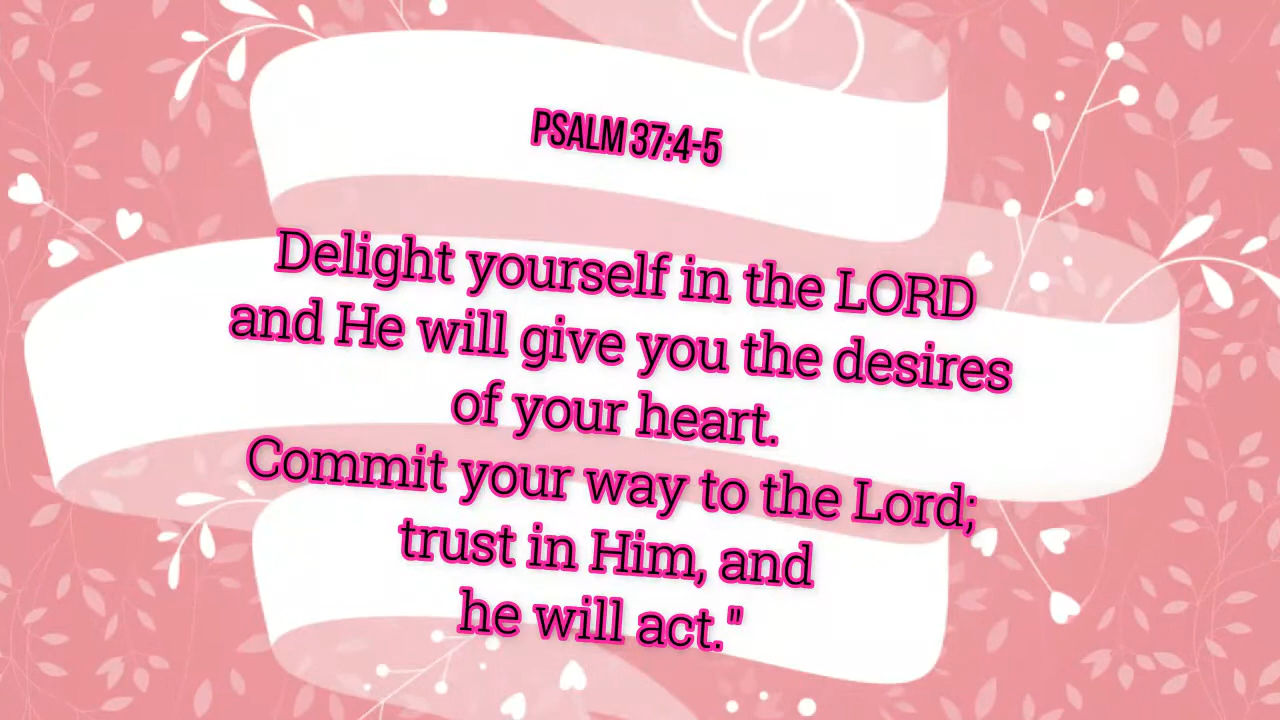 PSALM 37:4-5
Delight yourself in the LORD
and He will give you the desires
of your heart.
Commit your way to the Lord;
trust in Him, and
he will act."